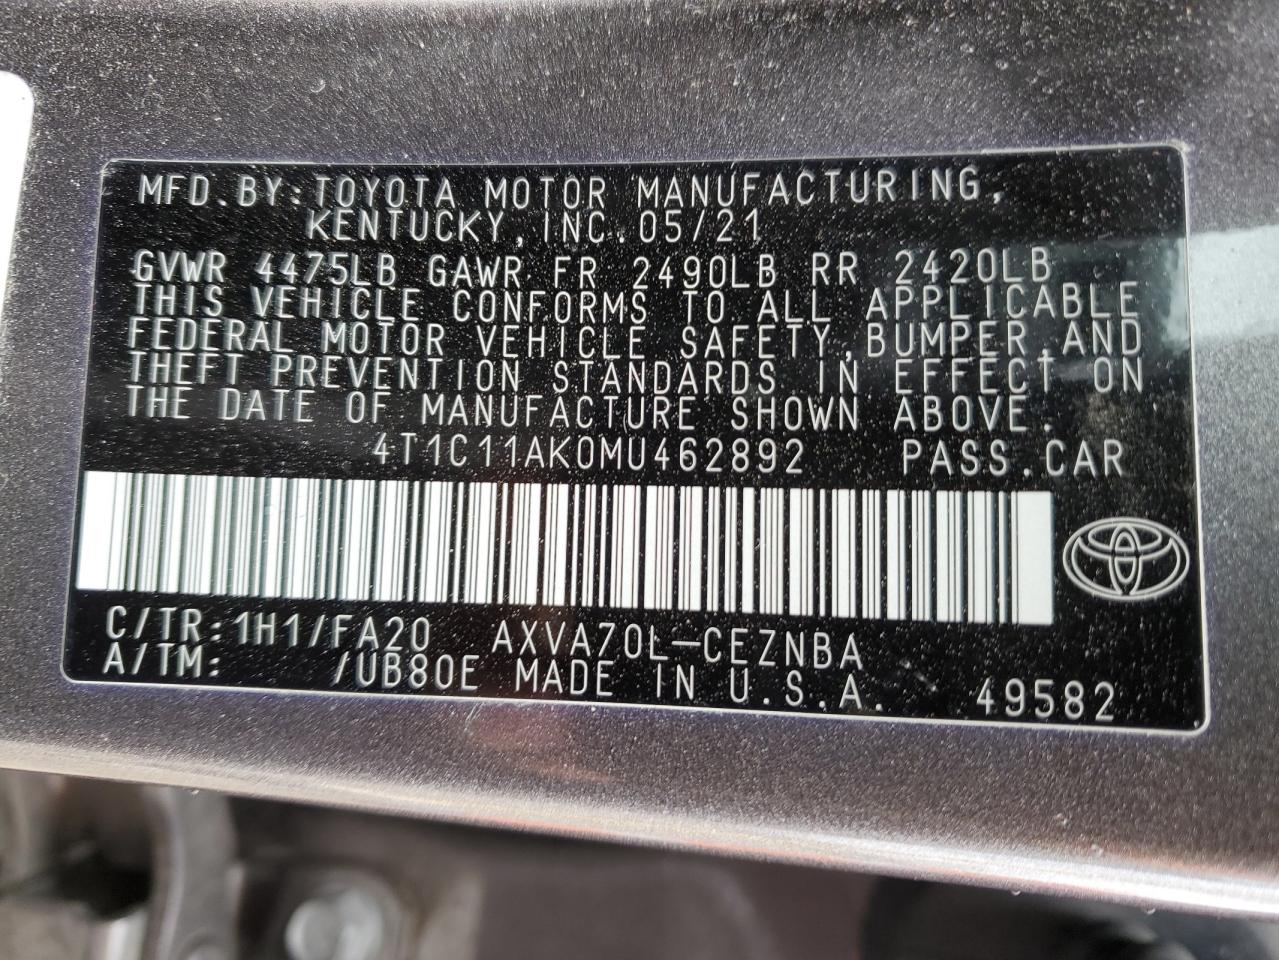 MFD.BY:TOYOTA MOTOR MANUFACTURING,
KENTUCKY,INC.05/21
GVWR 4475LB GAWR FR 2490LB RR 2420LB
THIS VEHICLE CONFORMS TO ALL APPLICABLE
FEDERAL MOTOR VEHICLE SAFETY,BUMPER,AND
THEFT PREVENTION STANDARDS IN EFFECT ON
THE DATE OF MANUFACTURE SHOWN ABOVE.
4T1C11AK0MU462892 PASS.CAR
C/TR:1H1/FA20 AXVA70L-CEZNBA
A/TM: /UB80E MADE IN U.S.A. 49582